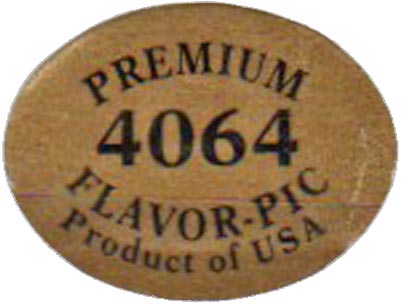 PREMIUM
4064
FLAVOR-PIC
Product of USA